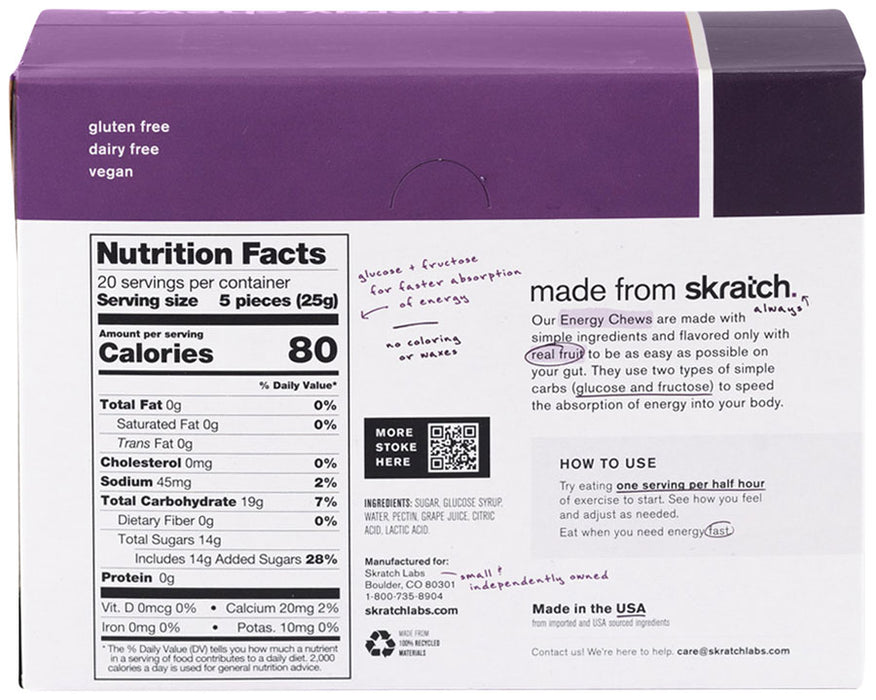 gluten free
dairy free
vegan
Nutrition Facts
20 servings per container
Serving size 5 pieces (25g)
Amount per serving
Calories 80
% Daily Value*
Total Fat 0g 0%
Saturated Fat 0g 0%
Trans Fat 0g
Cholesterol 0mg 0%
Sodium 45mg 2%
Total Carbohydrate 19g 7%
Dietary Fiber 0g 0%
Total Sugars 14g
Includes 14g Added Sugars 28%
Protein 0g
Vit. D 0mcg 0% • Calcium 20mg 2%
Iron 0mg 0% • Potas. 10mg 0%
* The % Daily Value (DV) tells you how much a nutrient
in a serving of food contributes to a daily diet. 2,000
calories a day is used for general nutrition advice.
glucose + fructose
for faster absorption
of energy
no coloring
or waxes
MORE
STOKE
HERE
INGREDIENTS: SUGAR, GLUCOSE SYRUP,
WATER, PECTIN, GRAPE JUICE, CITRIC
ACID, LACTIC ACID.
Manufactured for:
Skratch Labs
Boulder, CO 80301
1-800-735-8904
skratchlabs.com
small &
independently owned
MADE FROM
100% RECYCLED
MATERIALS
made from skratch.
always
Our Energy Chews are made with
simple ingredients and flavored only with
real fruit to be as easy as possible on
your gut. They use two types of simple
carbs (glucose and fructose) to speed
the absorption of energy into your body.
HOW TO USE
Try eating one serving per half hour
of exercise to start. See how you feel
and adjust as needed.
Eat when you need energy fast.
Made in the USA
from imported and USA sourced ingredients
Contact us! We're here to help. care@skratchlabs.com